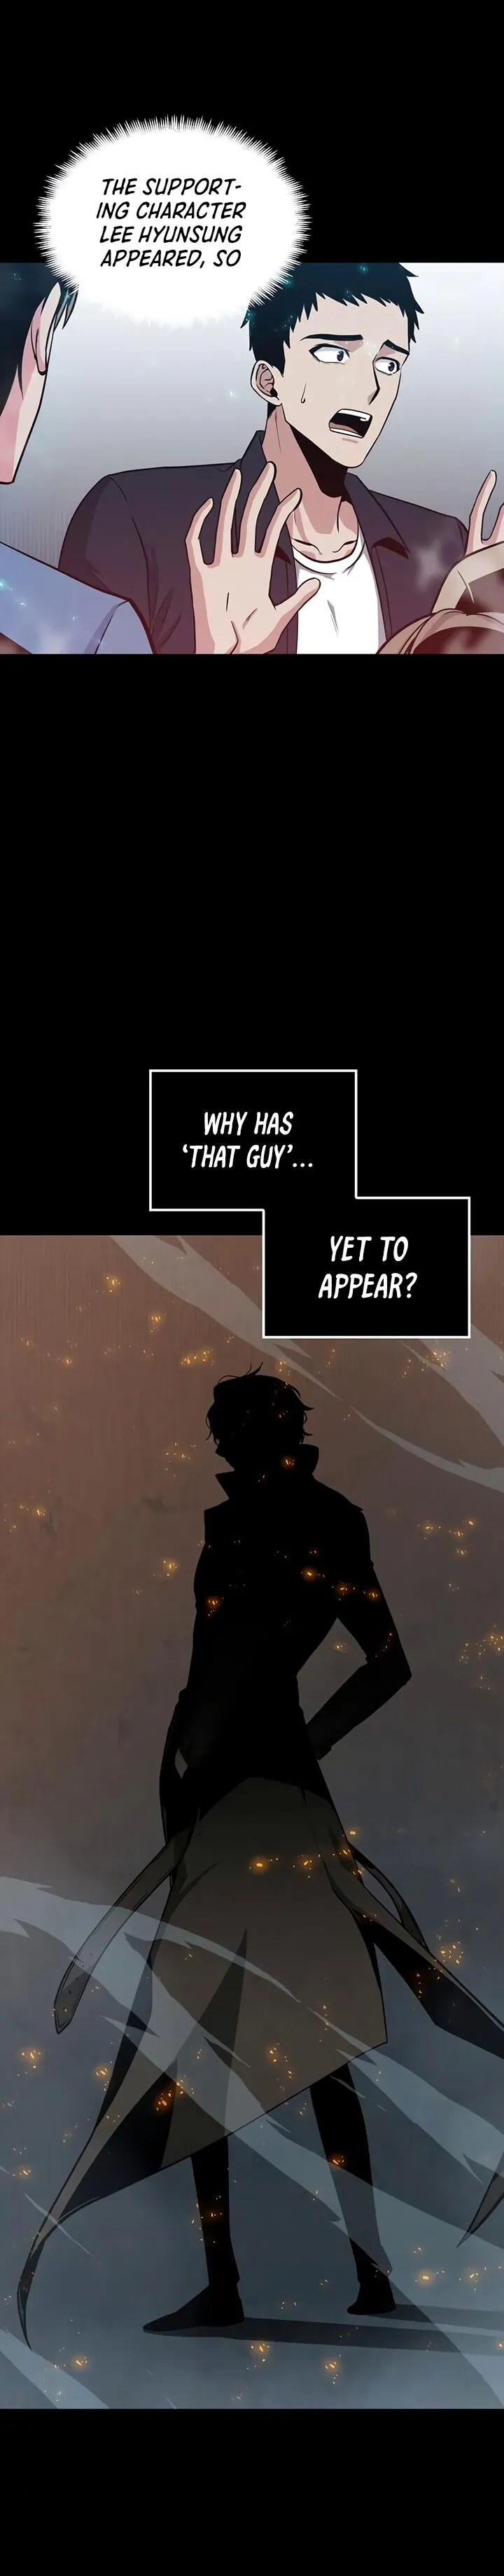 THE SUPPORT-
ING CHARACTER
LEE HYUNSUNG
APPEARED, SO
WHY HAS
'THAT GUY'...
YET TO
APPEAR?